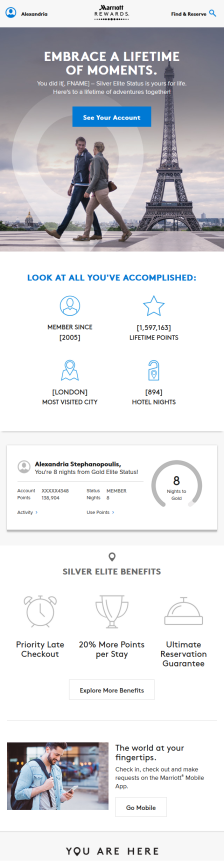 Alexandria
Marriott
REWARDS
Find & Reserve
EMBRACE A LIFETIME
OF MOMENTS.
You did it[, FNAME] – Silver Elite Status is yours for life.
Here's to a lifetime of adventures together!
See Your Account
LOOK AT ALL YOU'VE ACCOMPLISHED:
MEMBER SINCE
[2005]
[1,597,163]
LIFETIME POINTS
[LONDON]
MOST VISITED CITY
[894]
HOTEL NIGHTS
Alexandria Stephanopoulis,
You're 8 nights from Gold Elite Status!
Account XXXXX4348
Points 138,904
Status MEMBER
Nights 8
Activity >
Use Points >
8
Nights to
Gold
SILVER ELITE BENEFITS
Priority Late
Checkout
20% More Points
per Stay
Ultimate
Reservation
Guarantee
Explore More Benefits
The world at your
fingertips.
Check in, check out and make
requests on the Marriott® Mobile
App.
Go Mobile
YOU ARE HERE